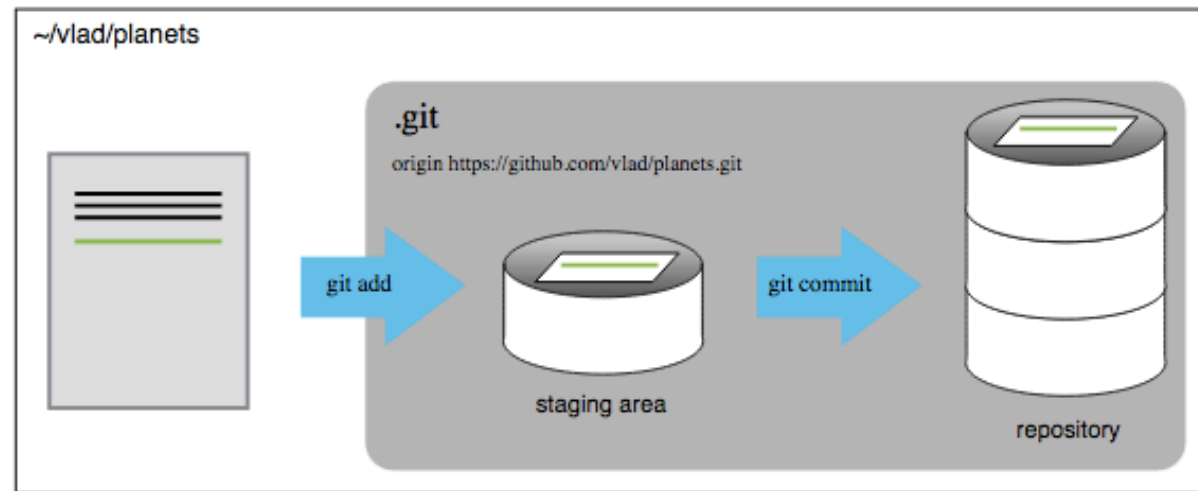 ~/vlad/planets
.git
origin https://github.com/vlad/planets.git
git add
git commit
staging area
repository